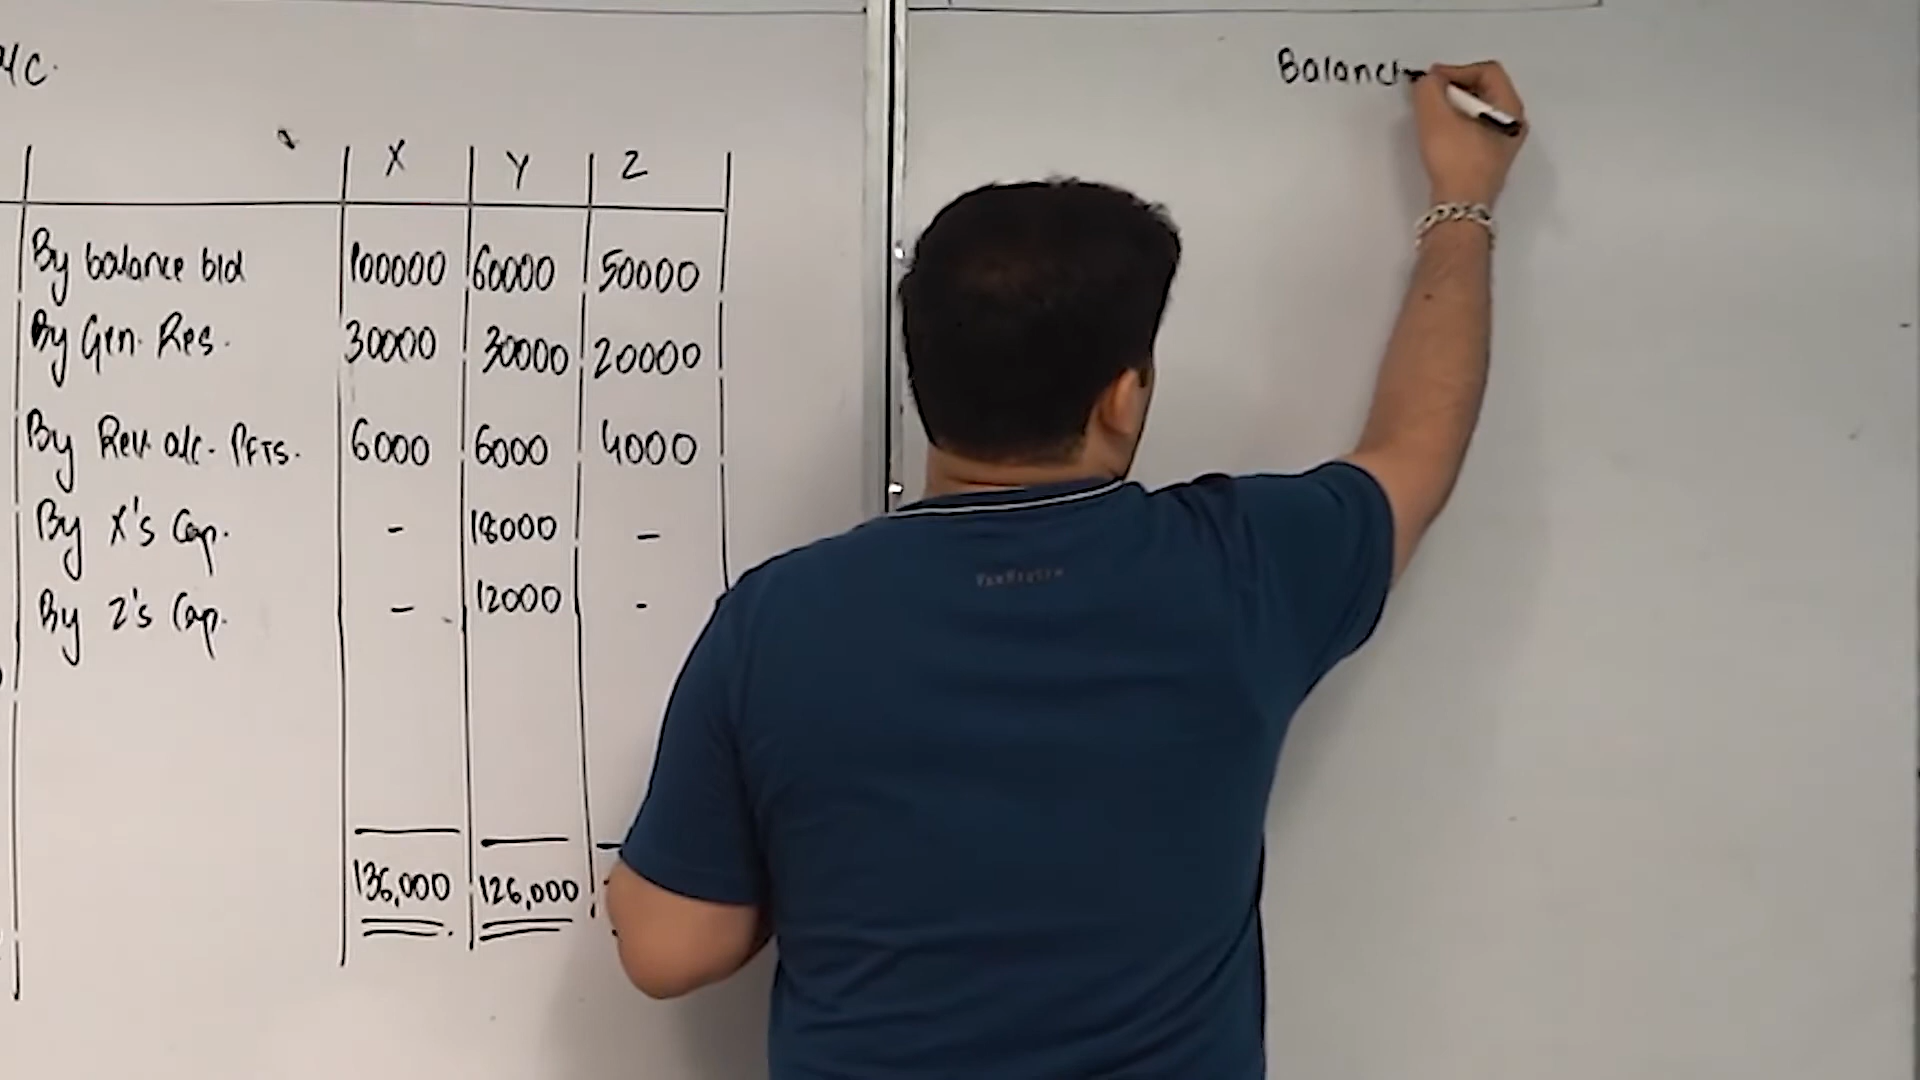 A/C.
X Y Z
By balance b/d 100000 60000 50000
By Gen. Res. 30000 30000 20000
By Rev. a/c. PFTS. 6000 6000 4000
By X's Cap. - 18000 -
By Z's Cap. - 12000 -
136,000 126,000
Balance